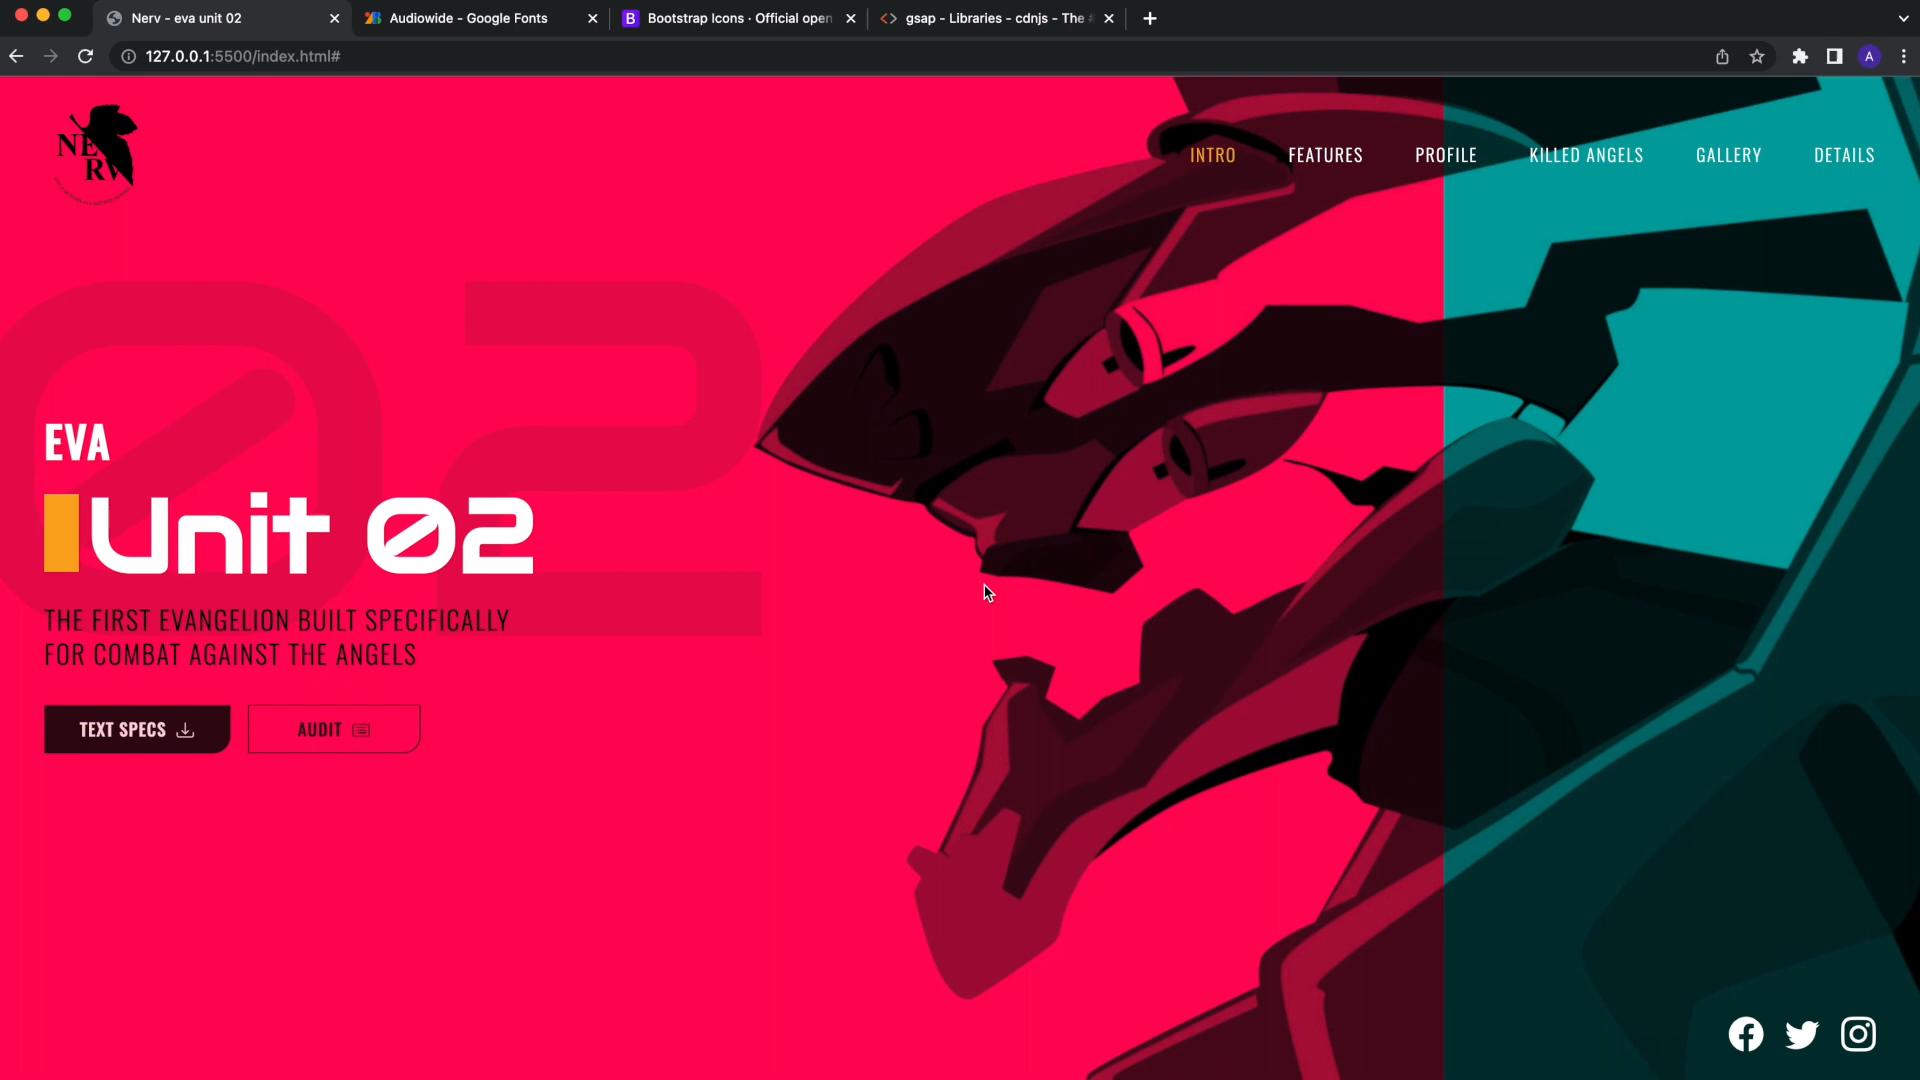 Nerv - eva unit 02
Audiowide - Google Fonts
Bootstrap Icons · Official open
gsap - Libraries - cdnjs - The #
127.0.0.1:5500/index.html#
A
NERV
INTRO
FEATURES
PROFILE
KILLED ANGELS
GALLERY
DETAILS
02
EVA
Unit 02
THE FIRST EVANGELION BUILT SPECIFICALLY
FOR COMBAT AGAINST THE ANGELS
TEXT SPECS
AUDIT